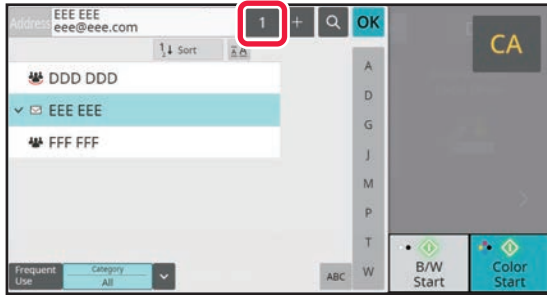 Address
EEE EEE
eee@eee.com
1
+
OK
CA
Sort
DDD DDD
EEE EEE
FFF FFF
A
D
G
J
M
P
T
W
Frequent
Use
Category
All
ABC
B/W
Start
Color
Start